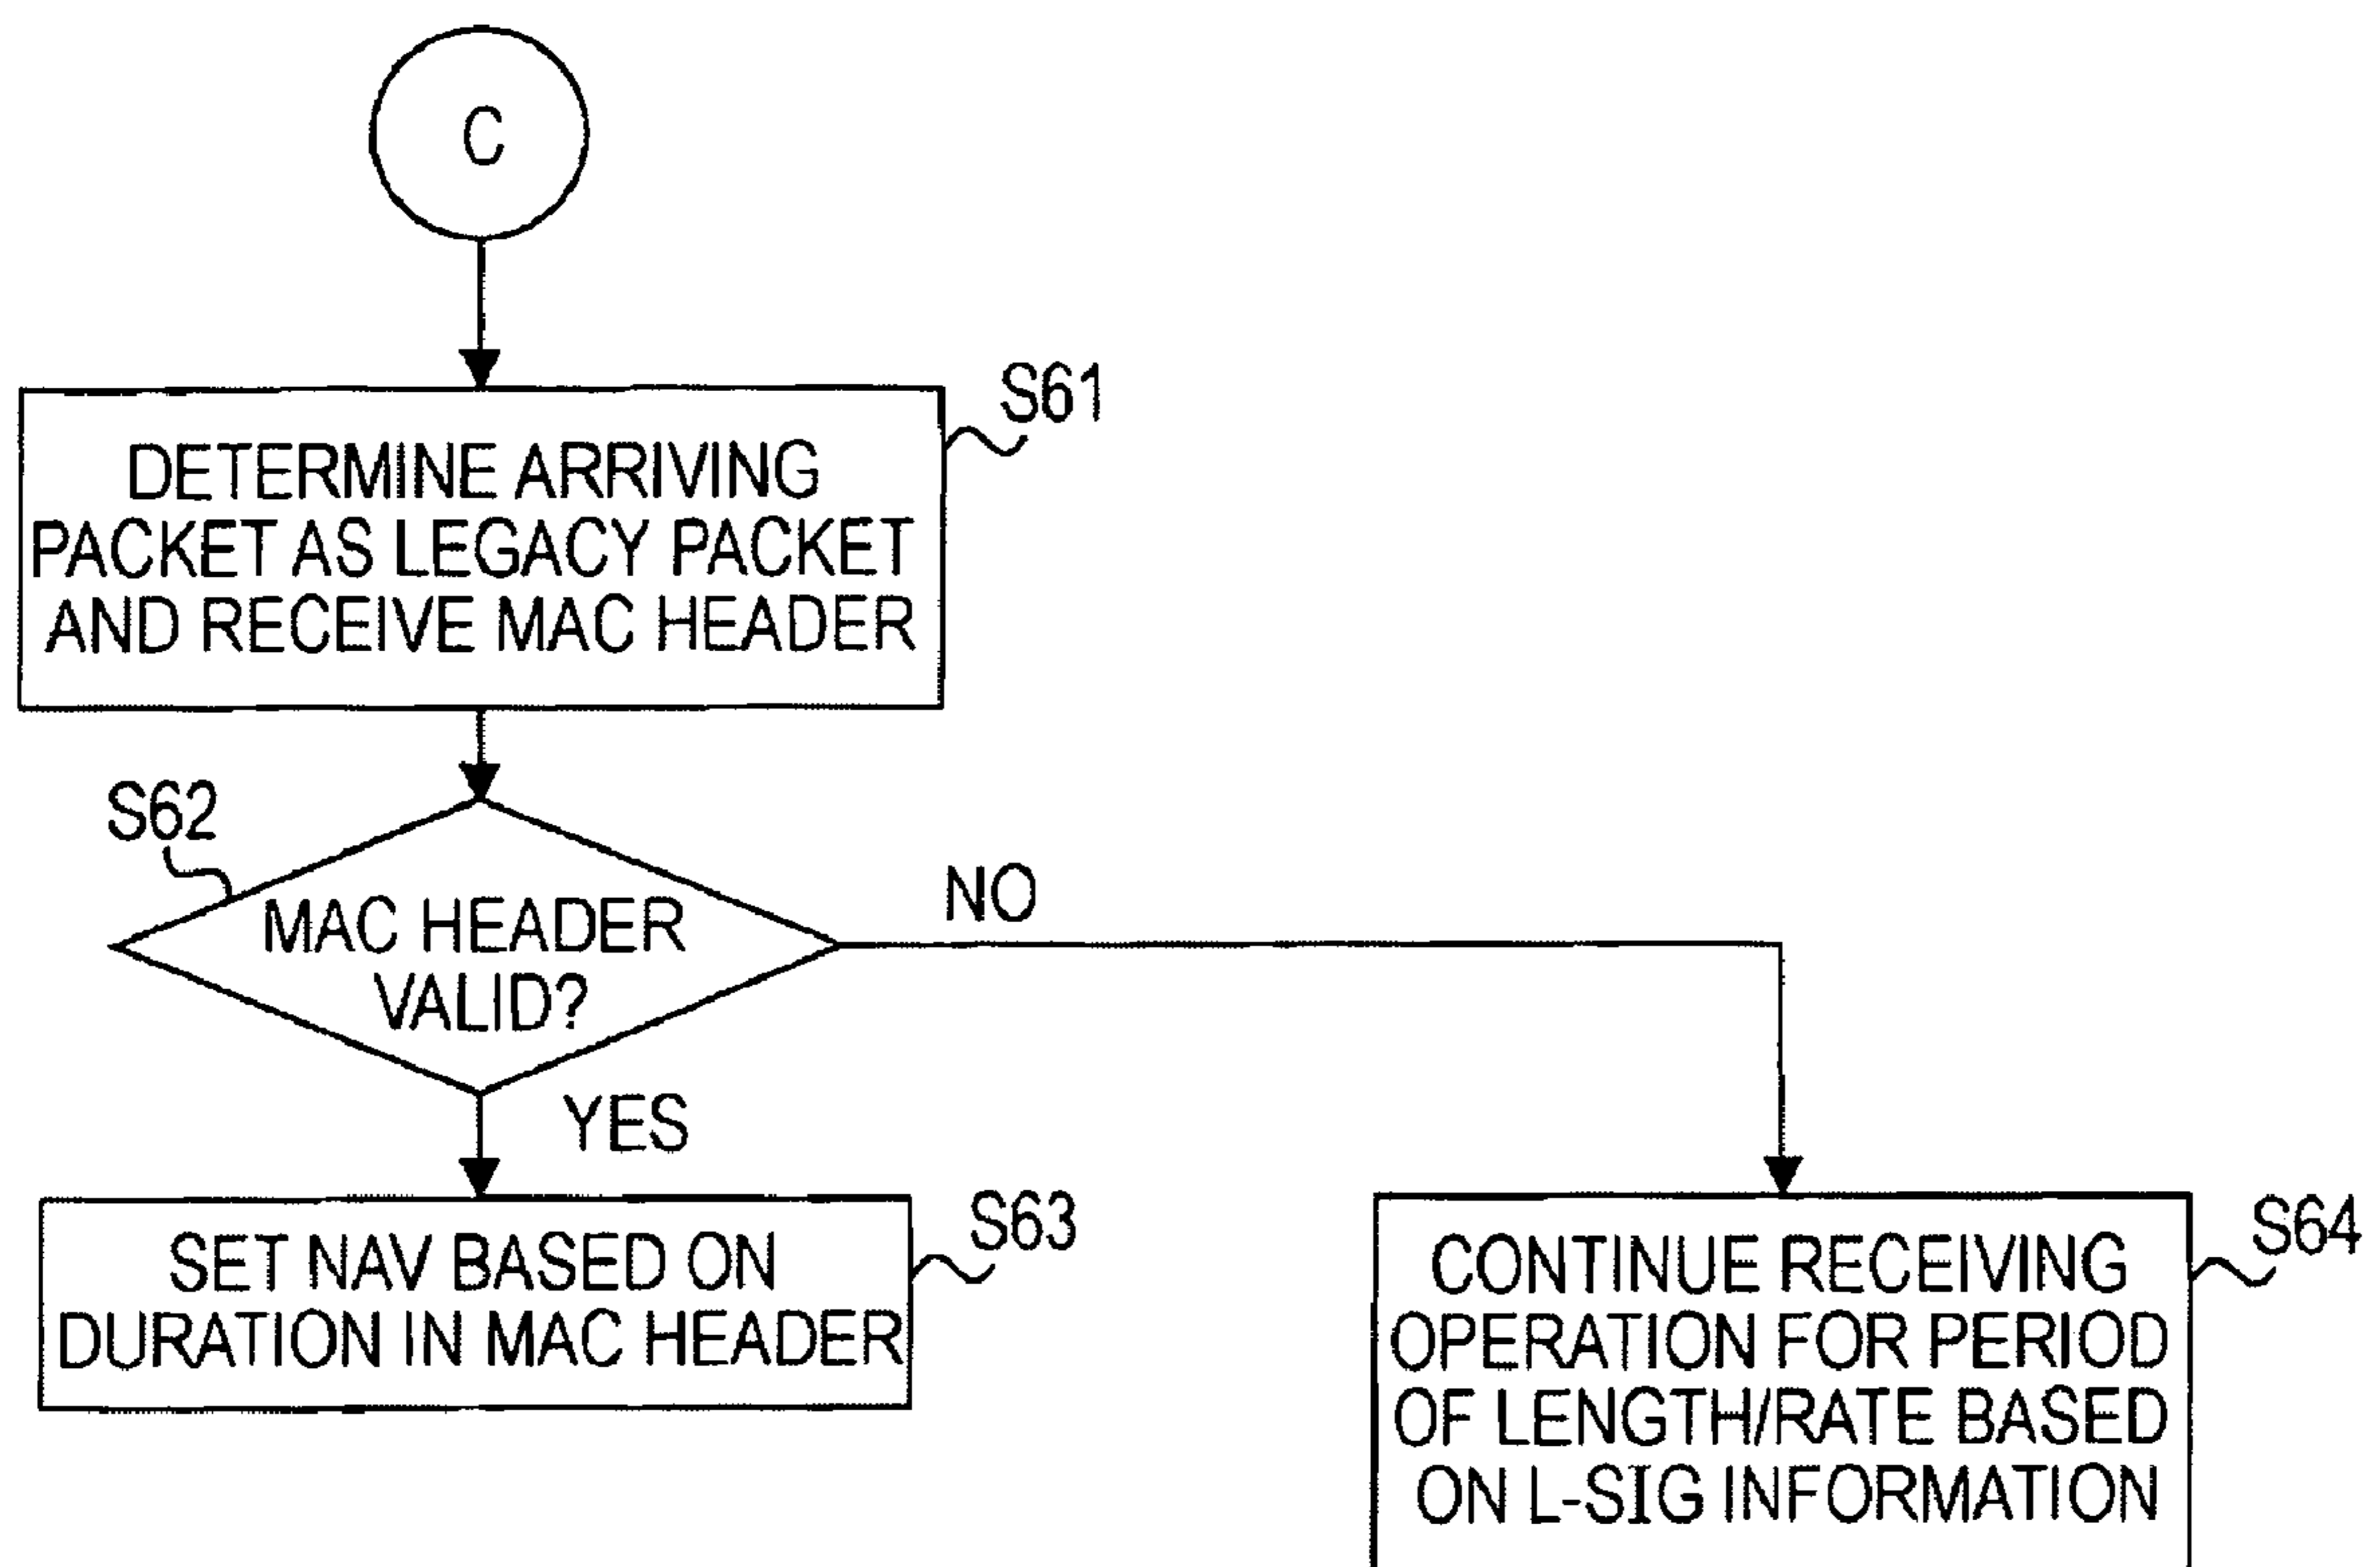 C
S61
DETERMINE ARRIVING
PACKET AS LEGACY PACKET
AND RECEIVE MAC HEADER
S62
MAC HEADER
VALID?
NO
YES
S63
SET NAV BASED ON
DURATION IN MAC HEADER
S64
CONTINUE RECEIVING
OPERATION FOR PERIOD
OF LENGTH/RATE BASED
ON L-SIG INFORMATION